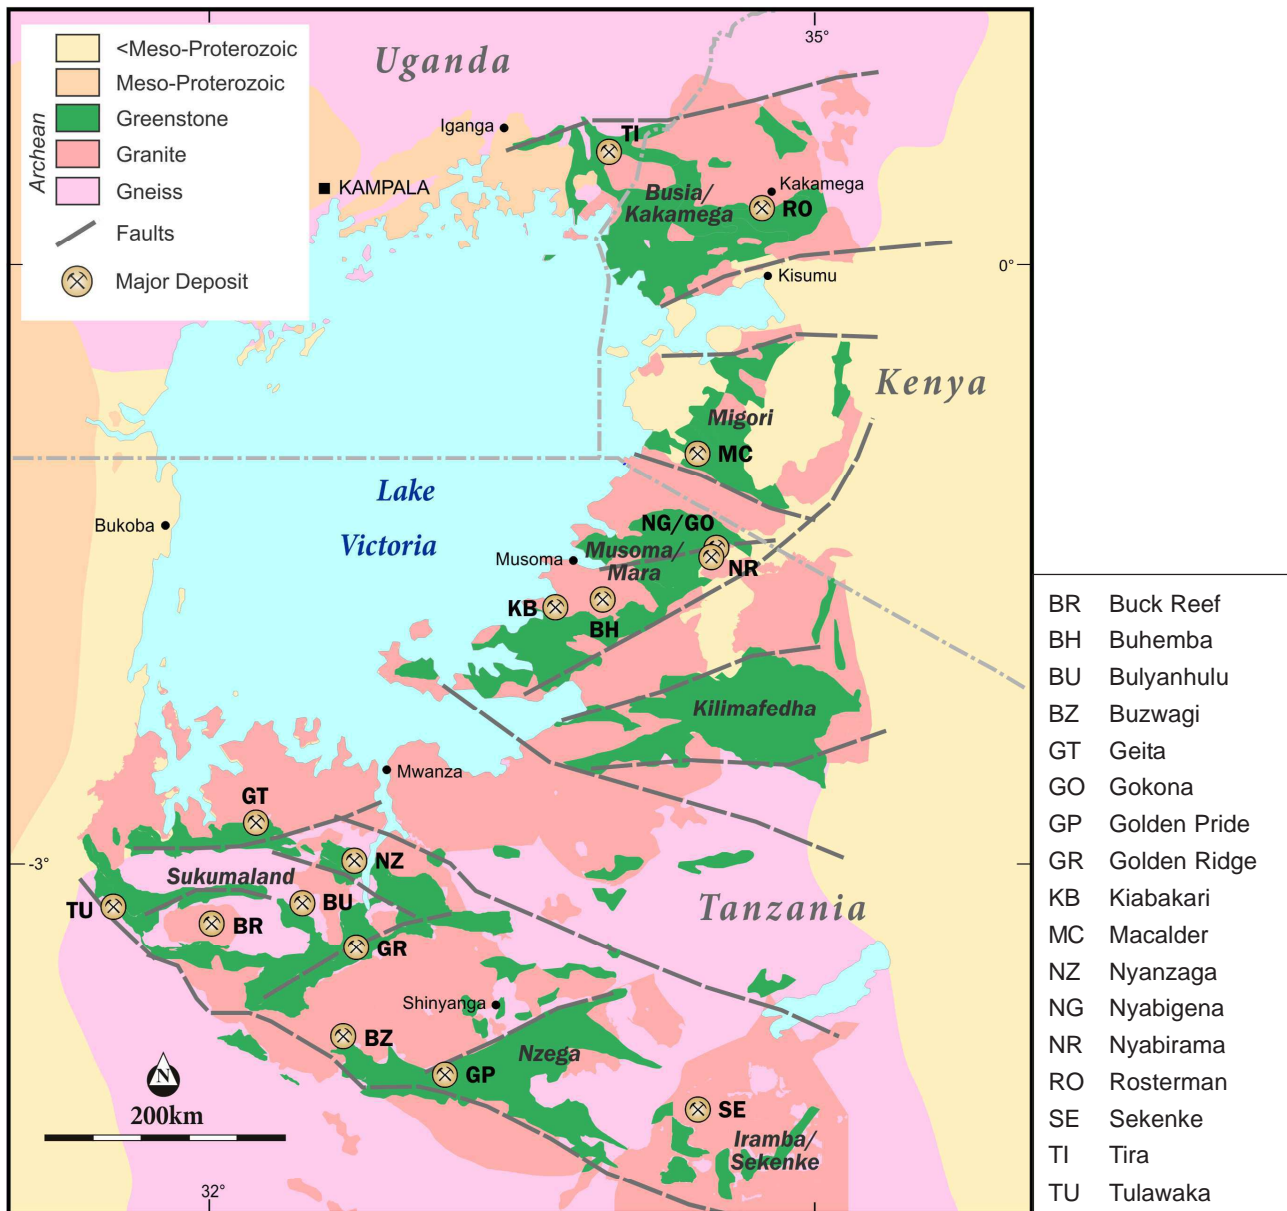 <Meso-Proterozoic
Meso-Proterozoic
Greenstone
Granite
Gneiss
Archean
Faults
Major Deposit
Uganda
35°
Iganga
TI
KAMPALA
Kakamega
Busia/
Kakamega
RO
0°
Kisumu
Kenya
Migori
MC
Lake
Victoria
Bukoba
NG/GO
Musoma
Musoma/
Mara
NR
KB
BH
Kilimafedha
Mwanza
GT
-3°
NZ
Sukumaland
TU
BU
BR
Tanzania
GR
Shinyanga
BZ
Nzega
GP
N
200km
SE
Iramba/
Sekenke
32°
BR Buck Reef
BH Buhemba
BU Bulyanhulu
BZ Buzwagi
GT Geita
GO Gokona
GP Golden Pride
GR Golden Ridge
KB Kiabakari
MC Macalder
NZ Nyanzaga
NG Nyabigena
NR Nyabirama
RO Rosterman
SE Sekenke
TI Tira
TU Tulawaka